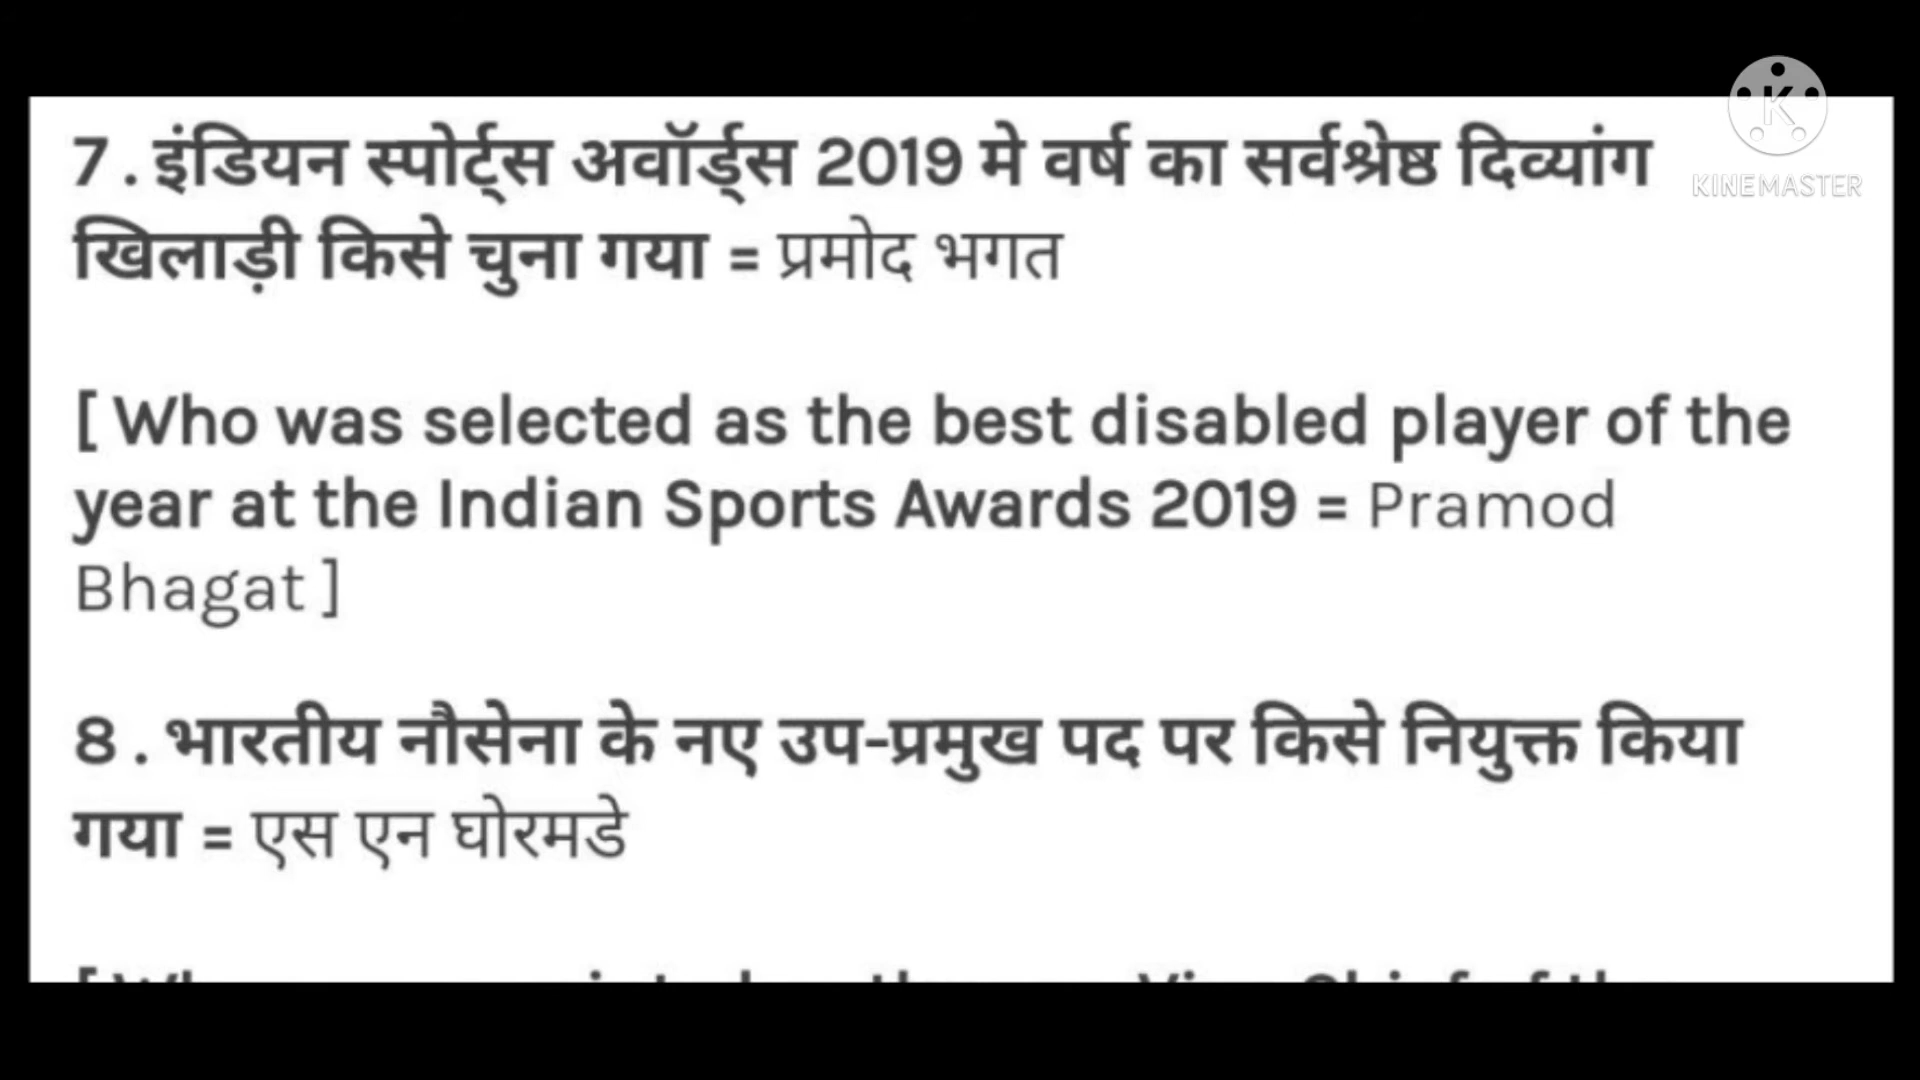 7 . इंडियन स्पोर्ट्स अवॉर्ड्स 2019 मे वर्ष का सर्वश्रेष्ठ दिव्यांग
खिलाड़ी किसे चुना गया = प्रमोद भगत
[ Who was selected as the best disabled player of the
year at the Indian Sports Awards 2019 = Pramod
Bhagat ]
8 . भारतीय नौसेना के नए उप-प्रमुख पद पर किसे नियुक्त किया
गया = एस एन घोरमडे
K
KINEMASTER